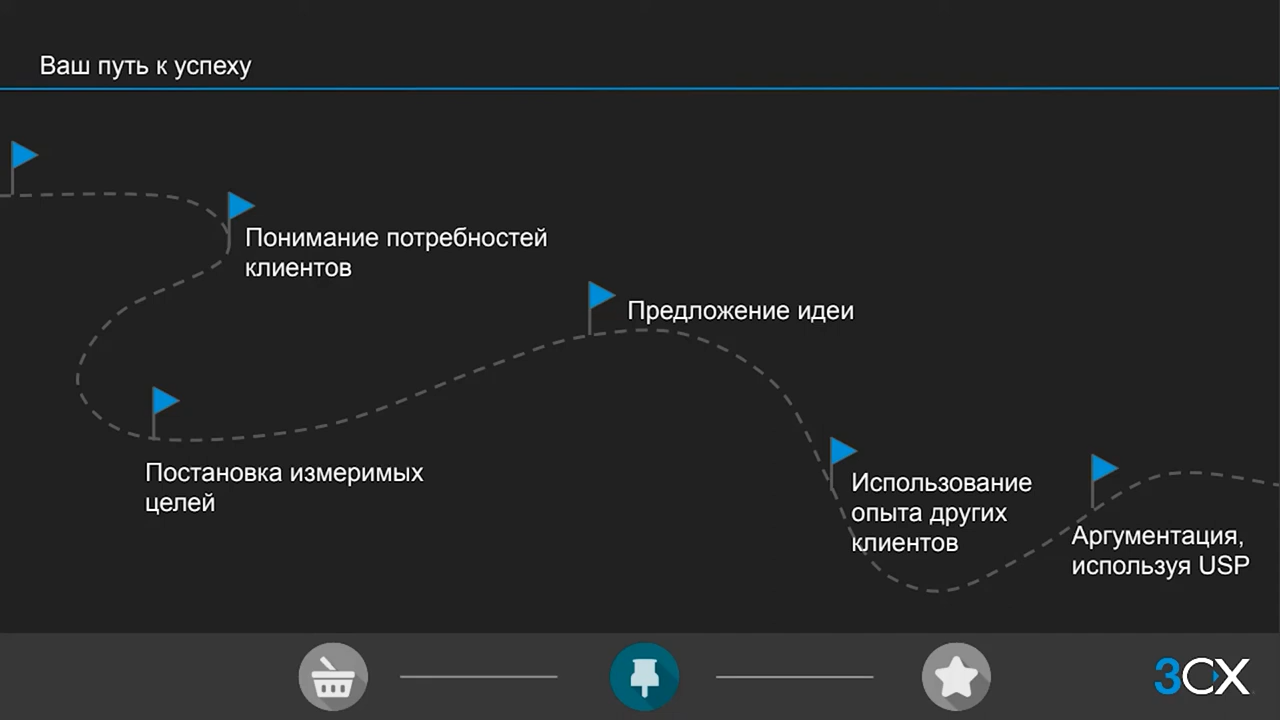 Ваш путь к успеху
Понимание потребностей
клиентов
Предложение идеи
Постановка измеримых
целей
Использование
опыта других
клиентов
Аргументация,
используя USP
3CX